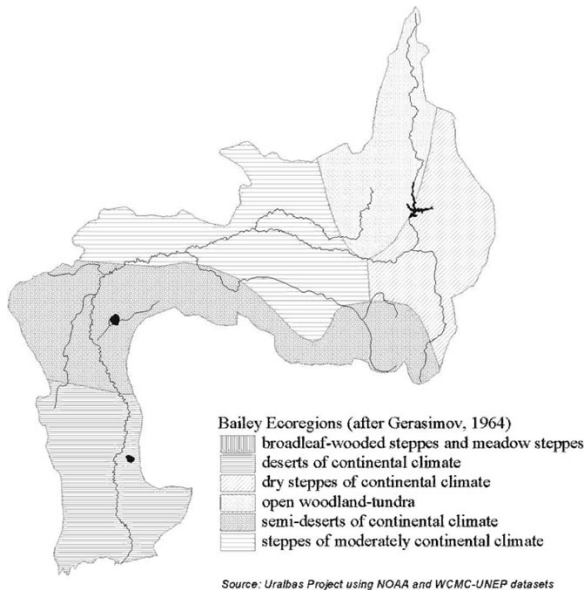 Bailey Ecoregions (after Gerasimov, 1964)
broadleaf-wooded steppes and meadow steppes
deserts of continental climate
dry steppes of continental climate
open woodland-tundra
semi-deserts of continental climate
steppes of moderately continental climate
Source: Uralbas Project using NOAA and WCMC-UNEP datasets